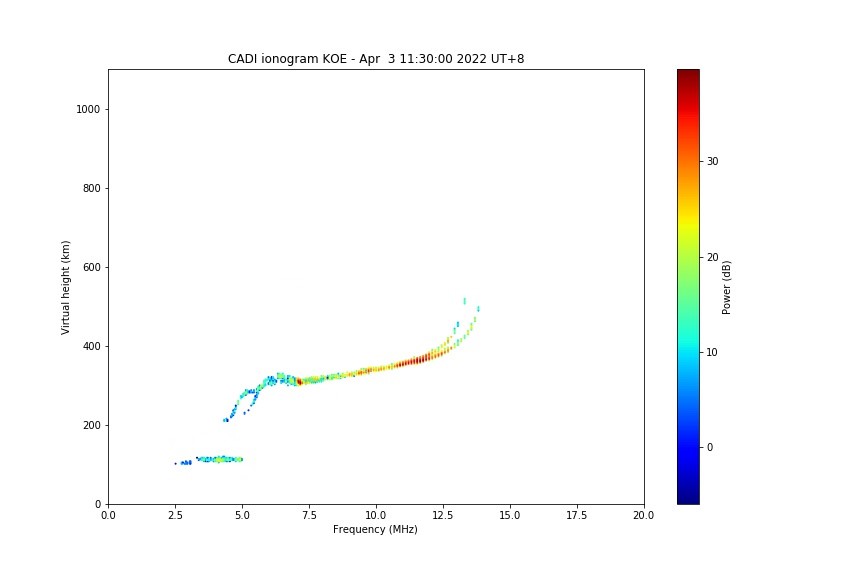 CADI ionogram KOE - Apr  3 11:30:00 2022 UT+8
1000
800
600
400
200
0
Virtual height (km)
0.0 2.5 5.0 7.5 10.0 12.5 15.0 17.5 20.0
Frequency (MHz)
30
20
10
0
Power (dB)